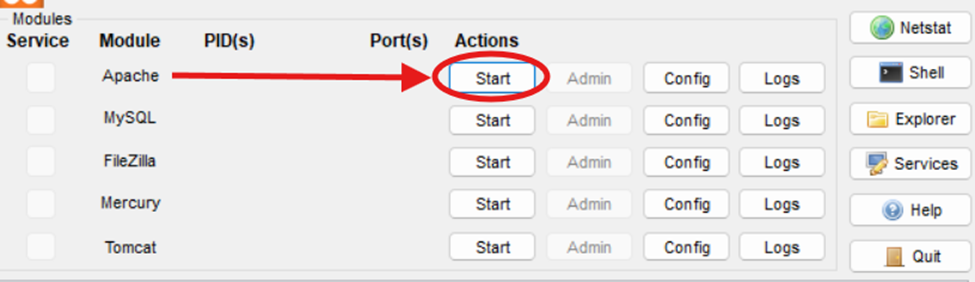 Modules
Service Module PID(s) Port(s) Actions
Netstat
Apache Start Admin Config Logs
Shell
MySQL Start Admin Config Logs
Explorer
FileZilla Start Admin Config Logs
Services
Mercury Start Admin Config Logs
Help
Tomcat Start Admin Config Logs
Quit